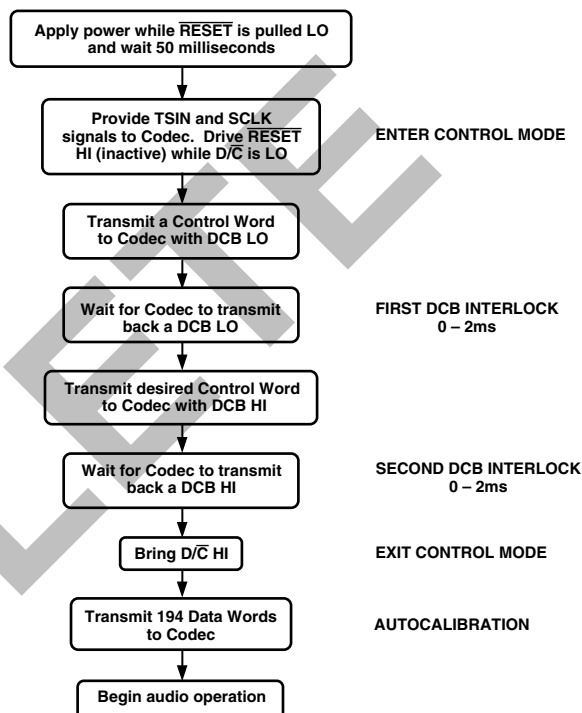 Apply power while R̅E̅S̅E̅T̅ is pulled LO
and wait 50 milliseconds
Provide TSIN and SCLK
signals to Codec. Drive R̅E̅S̅E̅T̅
HI (inactive) while D/C̅ is LO
ENTER CONTROL MODE
Transmit a Control Word
to Codec with DCB LO
Wait for Codec to transmit
back a DCB LO
FIRST DCB INTERLOCK
0 – 2ms
Transmit desired Control Word
to Codec with DCB HI
Wait for Codec to transmit
back a DCB HI
SECOND DCB INTERLOCK
0 – 2ms
Bring D/C̅ HI
EXIT CONTROL MODE
Transmit 194 Data Words
to Codec
AUTOCALIBRATION
Begin audio operation
LETE